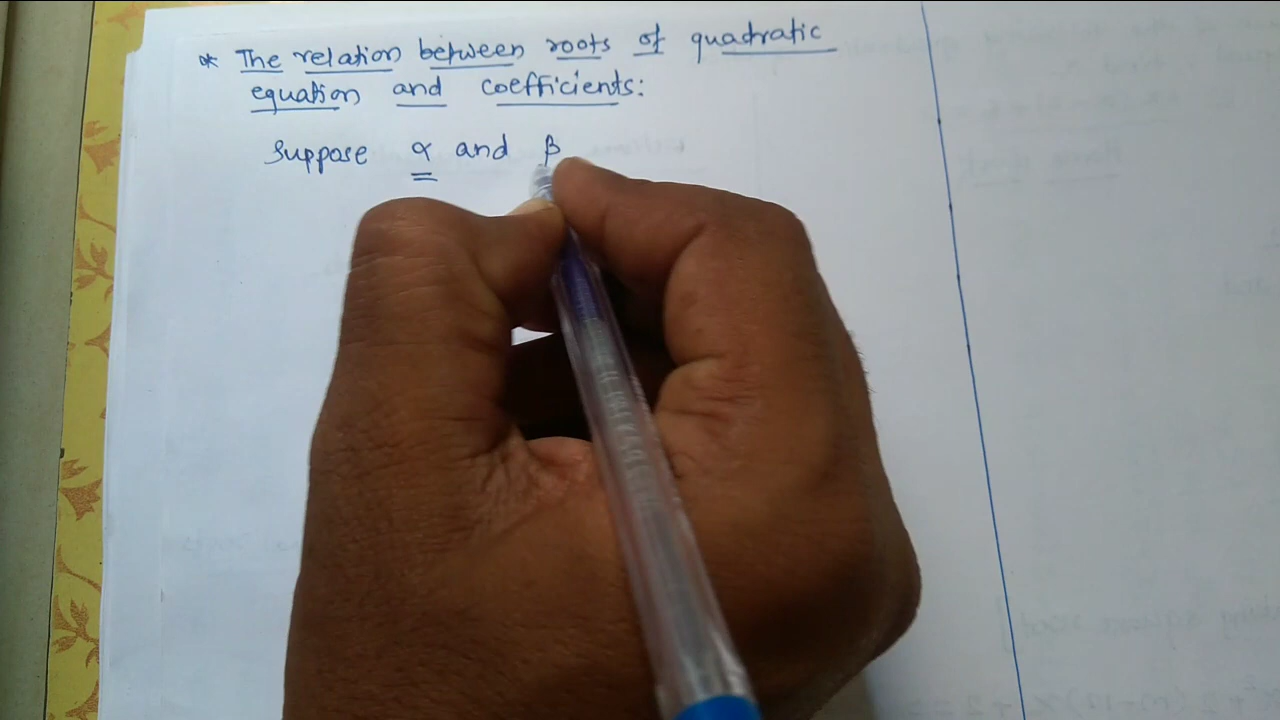 * The relation between roots of quadratic
equation and coefficients:
Suppose α and β